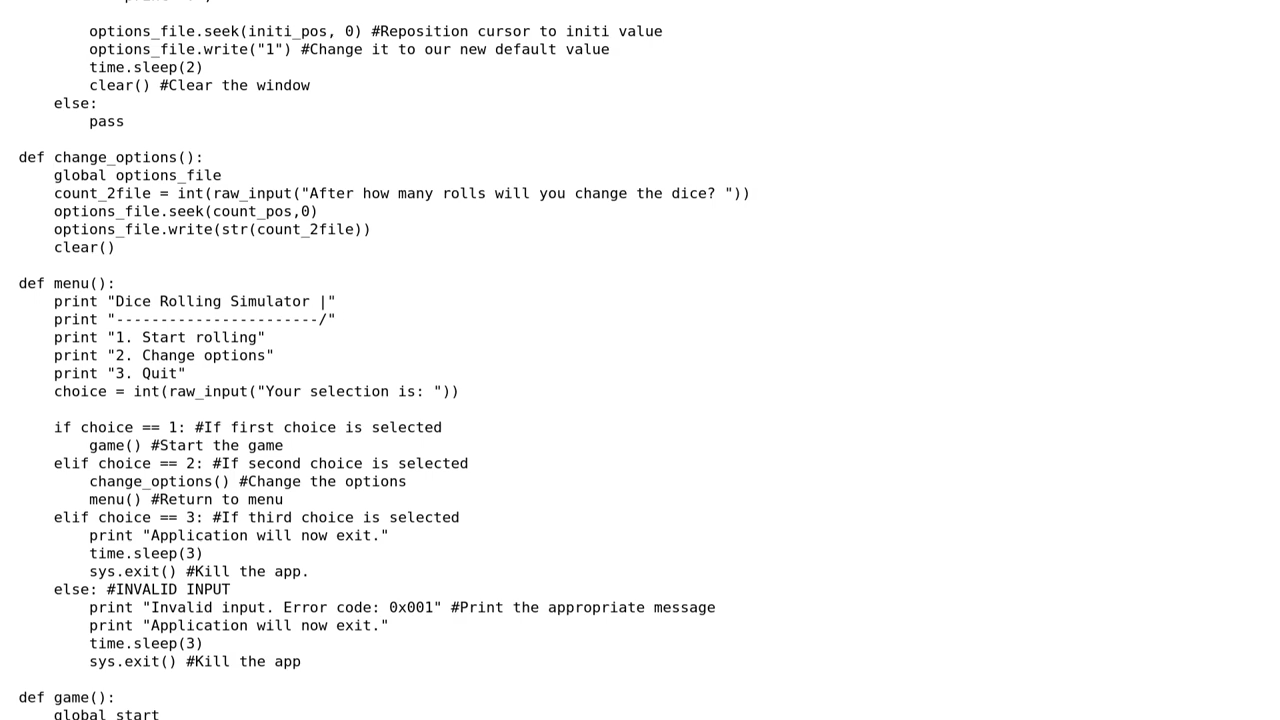 options_file.seek(initi_pos, 0) #Reposition cursor to initi value
        options_file.write("1") #Change it to our new default value
        time.sleep(2)
        clear() #Clear the window
    else:
        pass

def change_options():
    global options_file
    count_2file = int(raw_input("After how many rolls will you change the dice? "))
    options_file.seek(count_pos,0)
    options_file.write(str(count_2file))
    clear()

def menu():
    print "Dice Rolling Simulator |"
    print "-----------------------/"
    print "1. Start rolling"
    print "2. Change options"
    print "3. Quit"
    choice = int(raw_input("Your selection is: "))

    if choice == 1: #If first choice is selected
        game() #Start the game
    elif choice == 2: #If second choice is selected
        change_options() #Change the options
        menu() #Return to menu
    elif choice == 3: #If third choice is selected
        print "Application will now exit."
        time.sleep(3)
        sys.exit() #Kill the app.
    else: #INVALID INPUT
        print "Invalid input. Error code: 0x001" #Print the appropriate message
        print "Application will now exit."
        time.sleep(3)
        sys.exit() #Kill the app

def game():
    global start